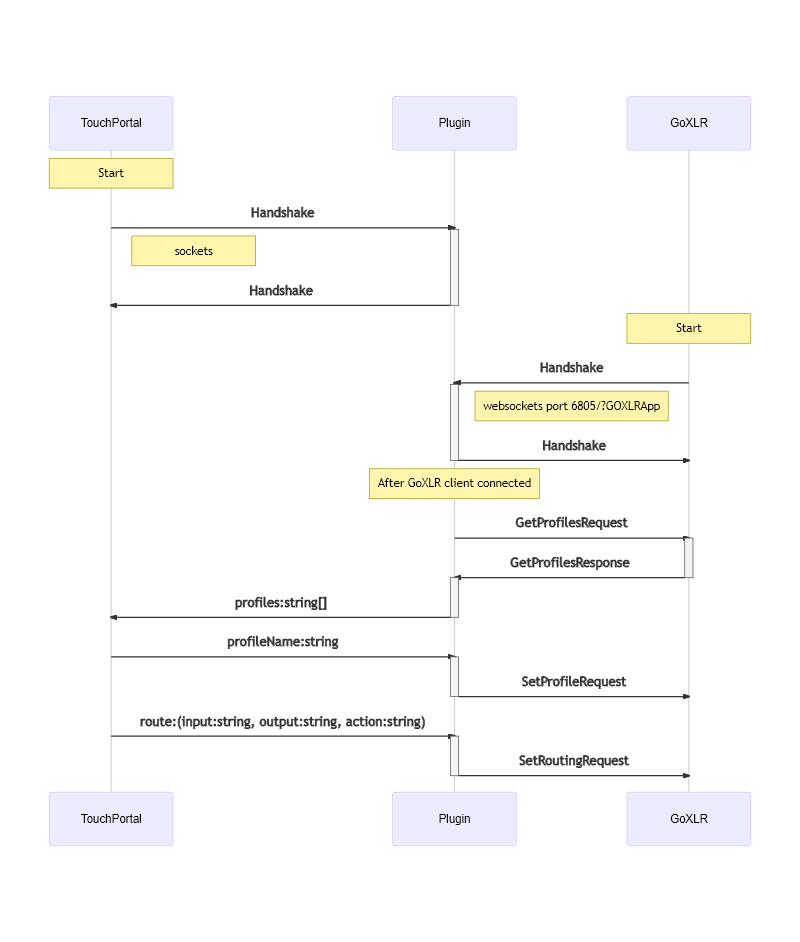 TouchPortal
Plugin
GoXLR
Start
Handshake
sockets
Handshake
Start
Handshake
websockets port 6805/?GOXLRApp
Handshake
After GoXLR client connected
GetProfilesRequest
GetProfilesResponse
profiles:string[]
profileName:string
SetProfileRequest
route:(input:string, output:string, action:string)
SetRoutingRequest
TouchPortal
Plugin
GoXLR